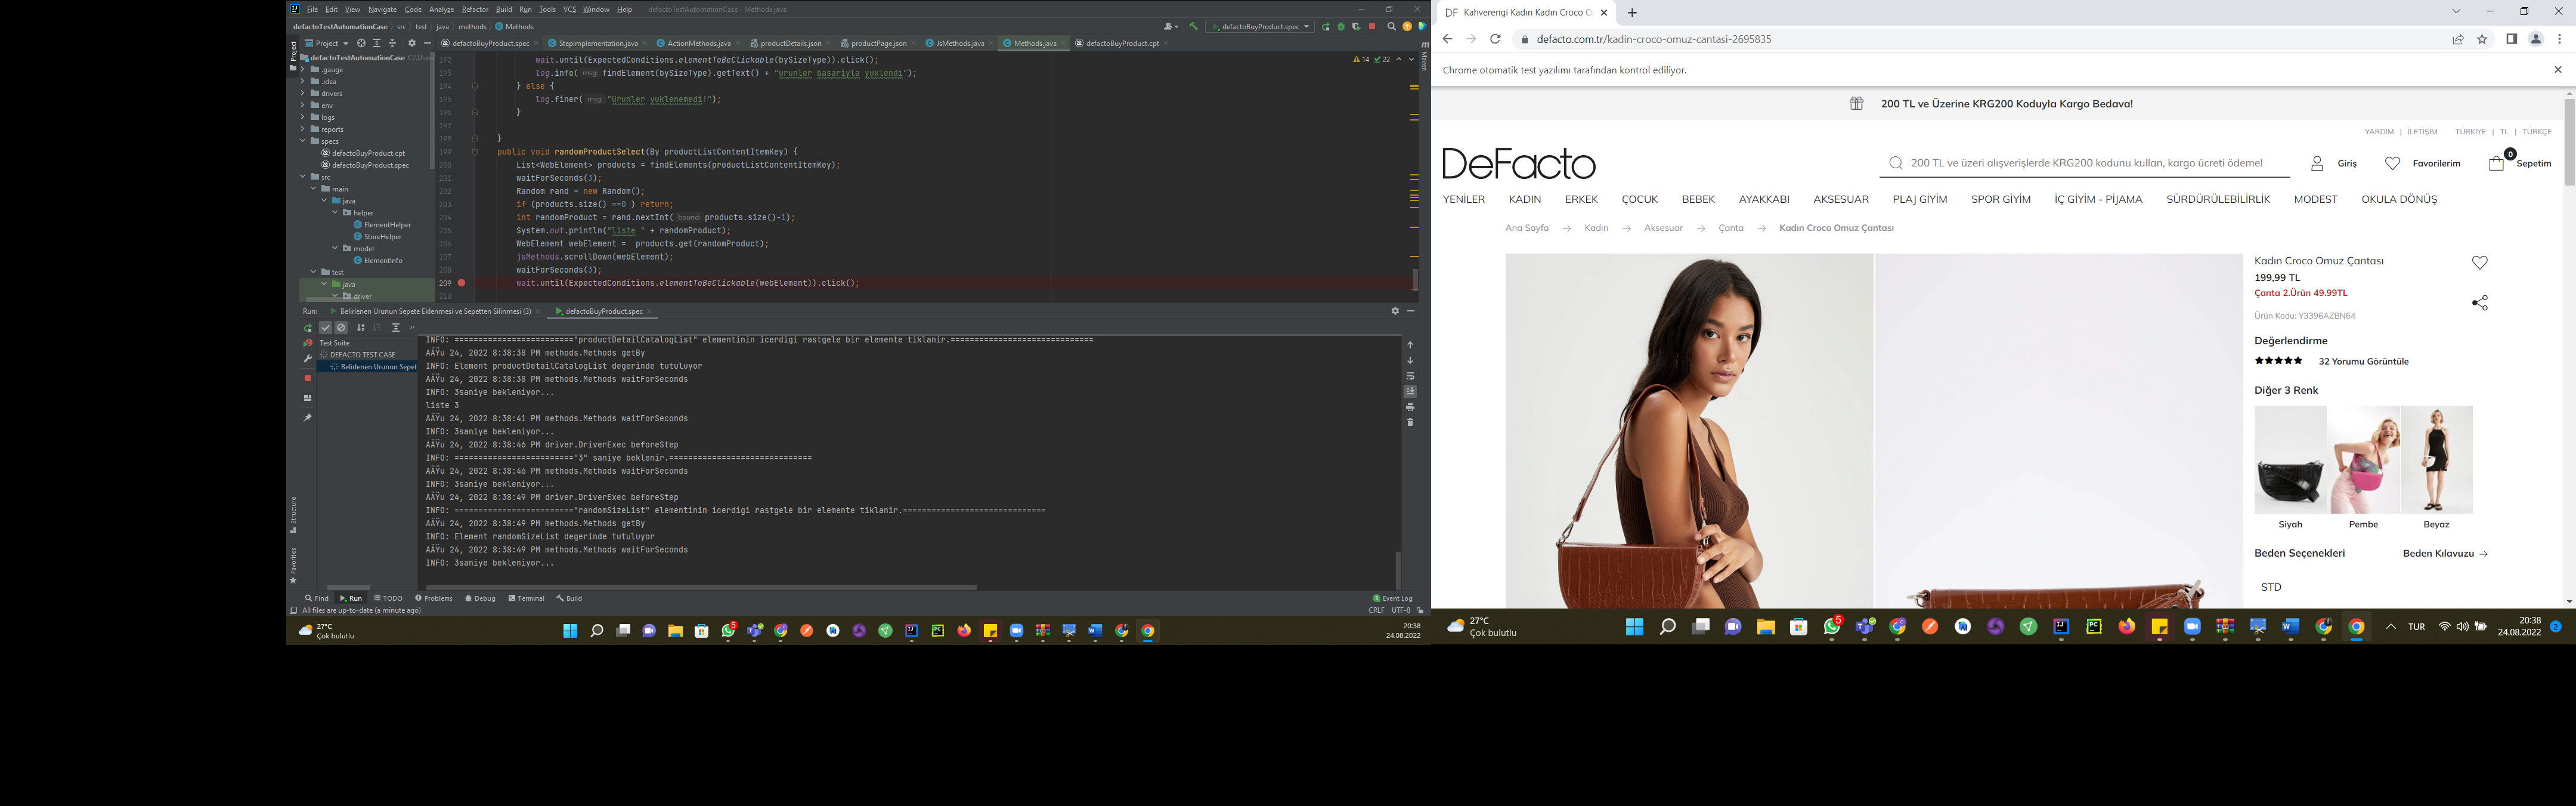 File Edit View Navigate Code Analyze Refactor Build Run Tools VCS Window Help defactoTestAutomationCase - Methods.java
defactoTestAutomationCase src test java methods Methods
defactoBuyProduct.spec
Project
defactoBuyProduct.spec StepImplementation.java ActionMethods.java productDetails.json productPage.json JsMethods.java Methods.java defactoBuyProduct.cpt
Project
Maven
defactoTestAutomationCase C:\Users
.gauge
.idea
drivers
env
logs
reports
specs
defactoBuyProduct.cpt
defactoBuyProduct.spec
src
main
java
helper
ElementHelper
StoreHelper
model
ElementInfo
test
java
driver
14 22
192 wait.until(ExpectedConditions.elementToBeClickable(bySizeType)).click();
193 log.info( msg: findElement(bySizeType).getText() + "urunler basariyla yuklendi");
194 } else {
195 log.finer( msg: "Urunler yuklenemedi!");
196 }
197
198 }
199 public void randomProductSelect(By productListContentItemKey) {
200 List<WebElement> products = findElements(productListContentItemKey);
201 waitForSeconds(3);
202 Random rand = new Random();
203 if (products.size() ==0 ) return;
204 int randomProduct = rand.nextInt( bound: products.size()-1);
205 System.out.println("liste " + randomProduct);
206 WebElement webElement =  products.get(randomProduct);
207 jsMethods.scrollDown(webElement);
208 waitForSeconds(3);
209 wait.until(ExpectedConditions.elementToBeClickable(webElement)).click();
210
Run: Belirlenen Urunun Sepete Eklenmesi ve Sepetten Silinmesi (3) defactoBuyProduct.spec
Test Suite
DEFACTO TEST CASE
Belirlenen Urunun Sepet
INFO: =========================="productDetailCatalogList" elementinin icerdigi rastgele bir elemente tiklanir.==============================
AÄŸu 24, 2022 8:38:38 PM methods.Methods getBy
INFO: Element productDetailCatalogList degerinde tutuluyor
AÄŸu 24, 2022 8:38:38 PM methods.Methods waitForSeconds
INFO: 3saniye bekleniyor...
liste 3
AÄŸu 24, 2022 8:38:41 PM methods.Methods waitForSeconds
INFO: 3saniye bekleniyor...
AÄŸu 24, 2022 8:38:46 PM driver.DriverExec beforeStep
INFO: =========================="3" saniye beklenir.==============================
AÄŸu 24, 2022 8:38:46 PM methods.Methods waitForSeconds
INFO: 3saniye bekleniyor...
AÄŸu 24, 2022 8:38:49 PM driver.DriverExec beforeStep
INFO: =========================="randomSizeList" elementinin icerdigi rastgele bir elemente tiklanir.==============================
AÄŸu 24, 2022 8:38:49 PM methods.Methods getBy
INFO: Element randomSizeList degerinde tutuluyor
AÄŸu 24, 2022 8:38:49 PM methods.Methods waitForSeconds
INFO: 3saniye bekleniyor...
Structure
Favorites
Find Run TODO Problems Debug Terminal Build 3 Event Log
All files are up-to-date (a minute ago) CRLF UTF-8
27°C
Çok bulutlu
5
20:38
24.08.2022
DF Kahverengi Kadın Kadın Croco O
defacto.com.tr/kadin-croco-omuz-cantasi-2695835
Chrome otomatik test yazılımı tarafından kontrol ediliyor.
200 TL ve Üzerine KRG200 Koduyla Kargo Bedava!
YARDIM | İLETİŞİM TÜRKİYE | TL | TÜRKÇE
DeFacto
200 TL ve üzeri alışverişlerde KRG200 kodunu kullan, kargo ücreti ödeme!
Giriş Favorilerim 0 Sepetim
YENİLER KADIN ERKEK ÇOCUK BEBEK AYAKKABI AKSESUAR PLAJ GİYİM SPOR GİYİM İÇ GİYİM - PİJAMA SÜRDÜRÜLEBİLİRLİK MODEST OKULA DÖNÜŞ
Ana Sayfa → Kadın → Aksesuar → Çanta → Kadın Croco Omuz Çantası
Kadın Croco Omuz Çantası
199,99 TL
Çanta 2.Ürün 49.99TL
Ürün Kodu: Y3396AZBN64
Değerlendirme
32 Yorumu Görüntüle
Diğer 3 Renk
Siyah Pembe Beyaz
Beden Seçenekleri Beden Kılavuzu →
STD
27°C
Çok bulutlu
5
TUR
20:38
24.08.2022
2